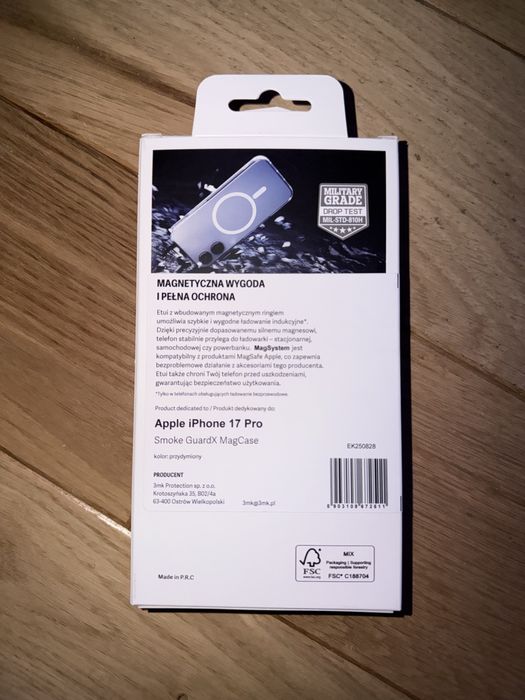 MILITARY
GRADE
DROP TEST
MIL-STD-810H
MAGNETYCZNA WYGODA
I PEŁNA OCHRONA
Etui z wbudowanym magnetycznym ringiem
umożliwia szybkie i wygodne ładowanie indukcyjne*.
Dzięki precyzyjnie dopasowanemu silnemu magnesowi,
telefon stabilnie przylega do ładowarki – stacjonarnej,
samochodowej czy powerbanku. MagSystem jest
kompatybilny z produktami MagSafe Apple, co zapewnia
bezproblemowe działanie z akcesoriami tego producenta.
Etui także chroni Twój telefon przed uszkodzeniami,
gwarantując bezpieczeństwo użytkowania.
*Tylko w telefonach obsługujących ładowanie bezprzewodowe.
Product dedicated to / Produkt dedykowany do:
Apple iPhone 17 Pro
Smoke GuardX MagCase
kolor: przydymiony
EK250828
PRODUCENT
3mk Protection sp. z o.o.
Krotoszyńska 35, B02/4a
63-400 Ostrów Wielkopolski
3mk@3mk.pl
5903108672611
Made in P.R.C
FSC
www.fsc.org
MIX
Packaging | Supporting
responsible forestry
FSC® C188704